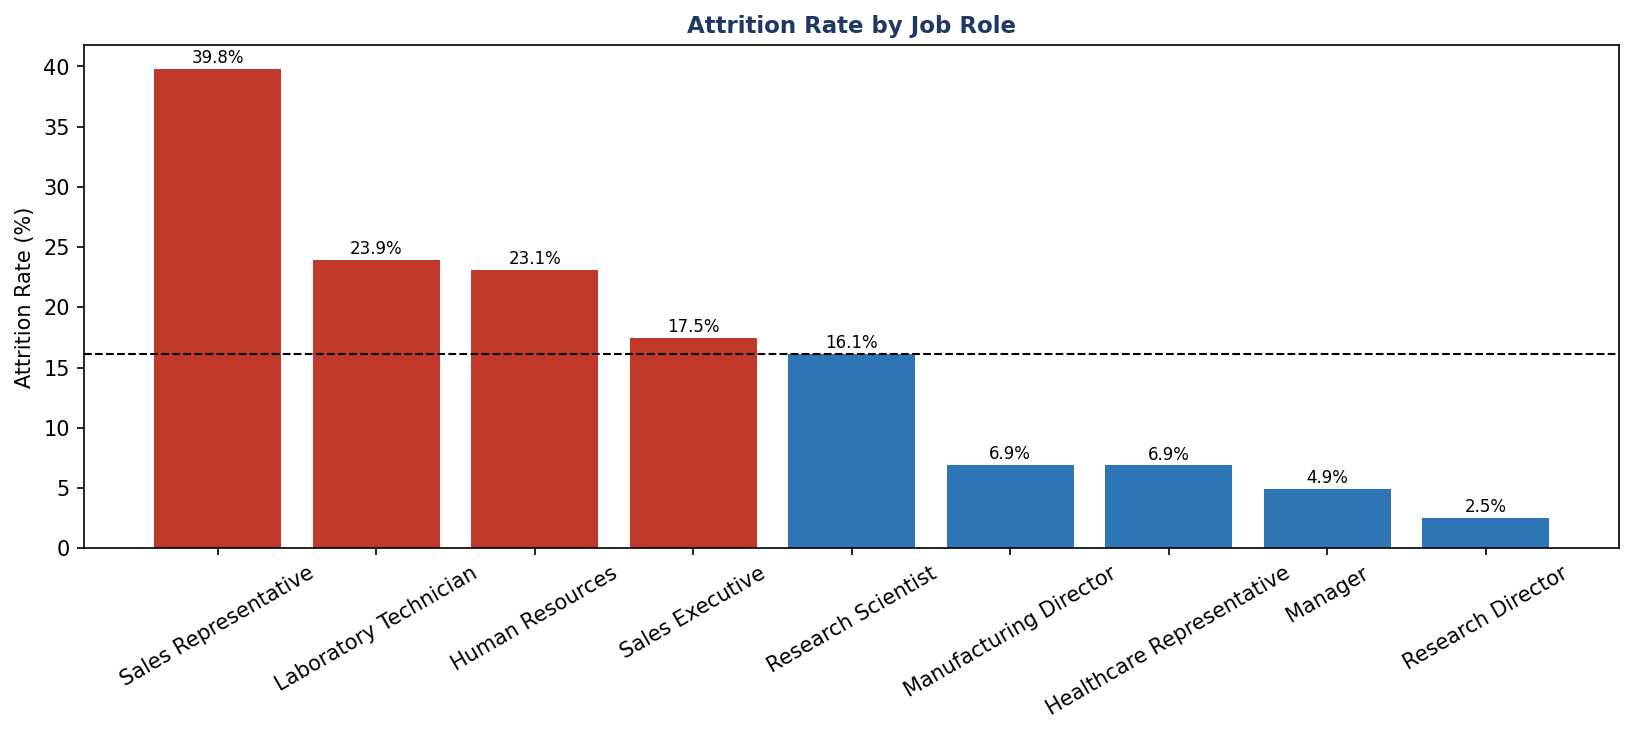 Attrition Rate by Job Role
Attrition Rate (%)
40
35
30
25
20
15
10
5
0
39.8%
23.9%
23.1%
17.5%
16.1%
6.9%
6.9%
4.9%
2.5%
Sales Representative
Laboratory Technician
Human Resources
Sales Executive
Research Scientist
Manufacturing Director
Healthcare Representative
Manager
Research Director